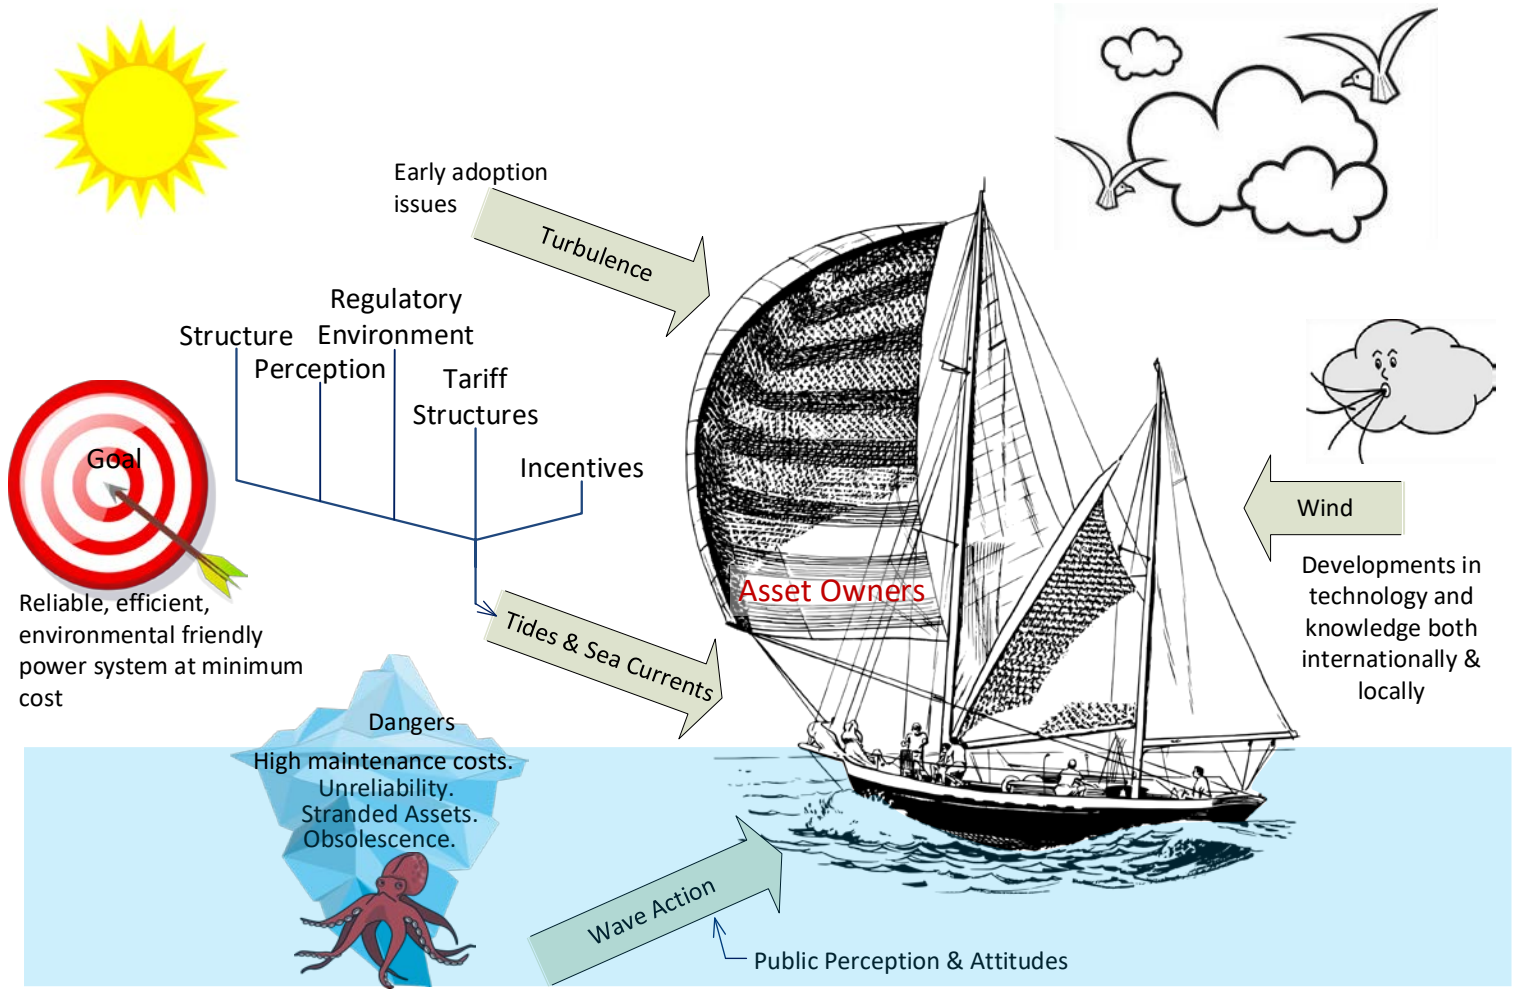 Early adoption
issues
Turbulence
Regulatory
Structure
Environment
Perception
Tariff
Structures
Incentives
Goal
Reliable, efficient,
environmental friendly
power system at minimum
cost
Tides & Sea Currents
Asset Owners
Wind
Developments in
technology and
knowledge both
internationally &
locally
Dangers
High maintenance costs.
Unreliability.
Stranded Assets.
Obsolescence.
Wave Action
Public Perception & Attitudes